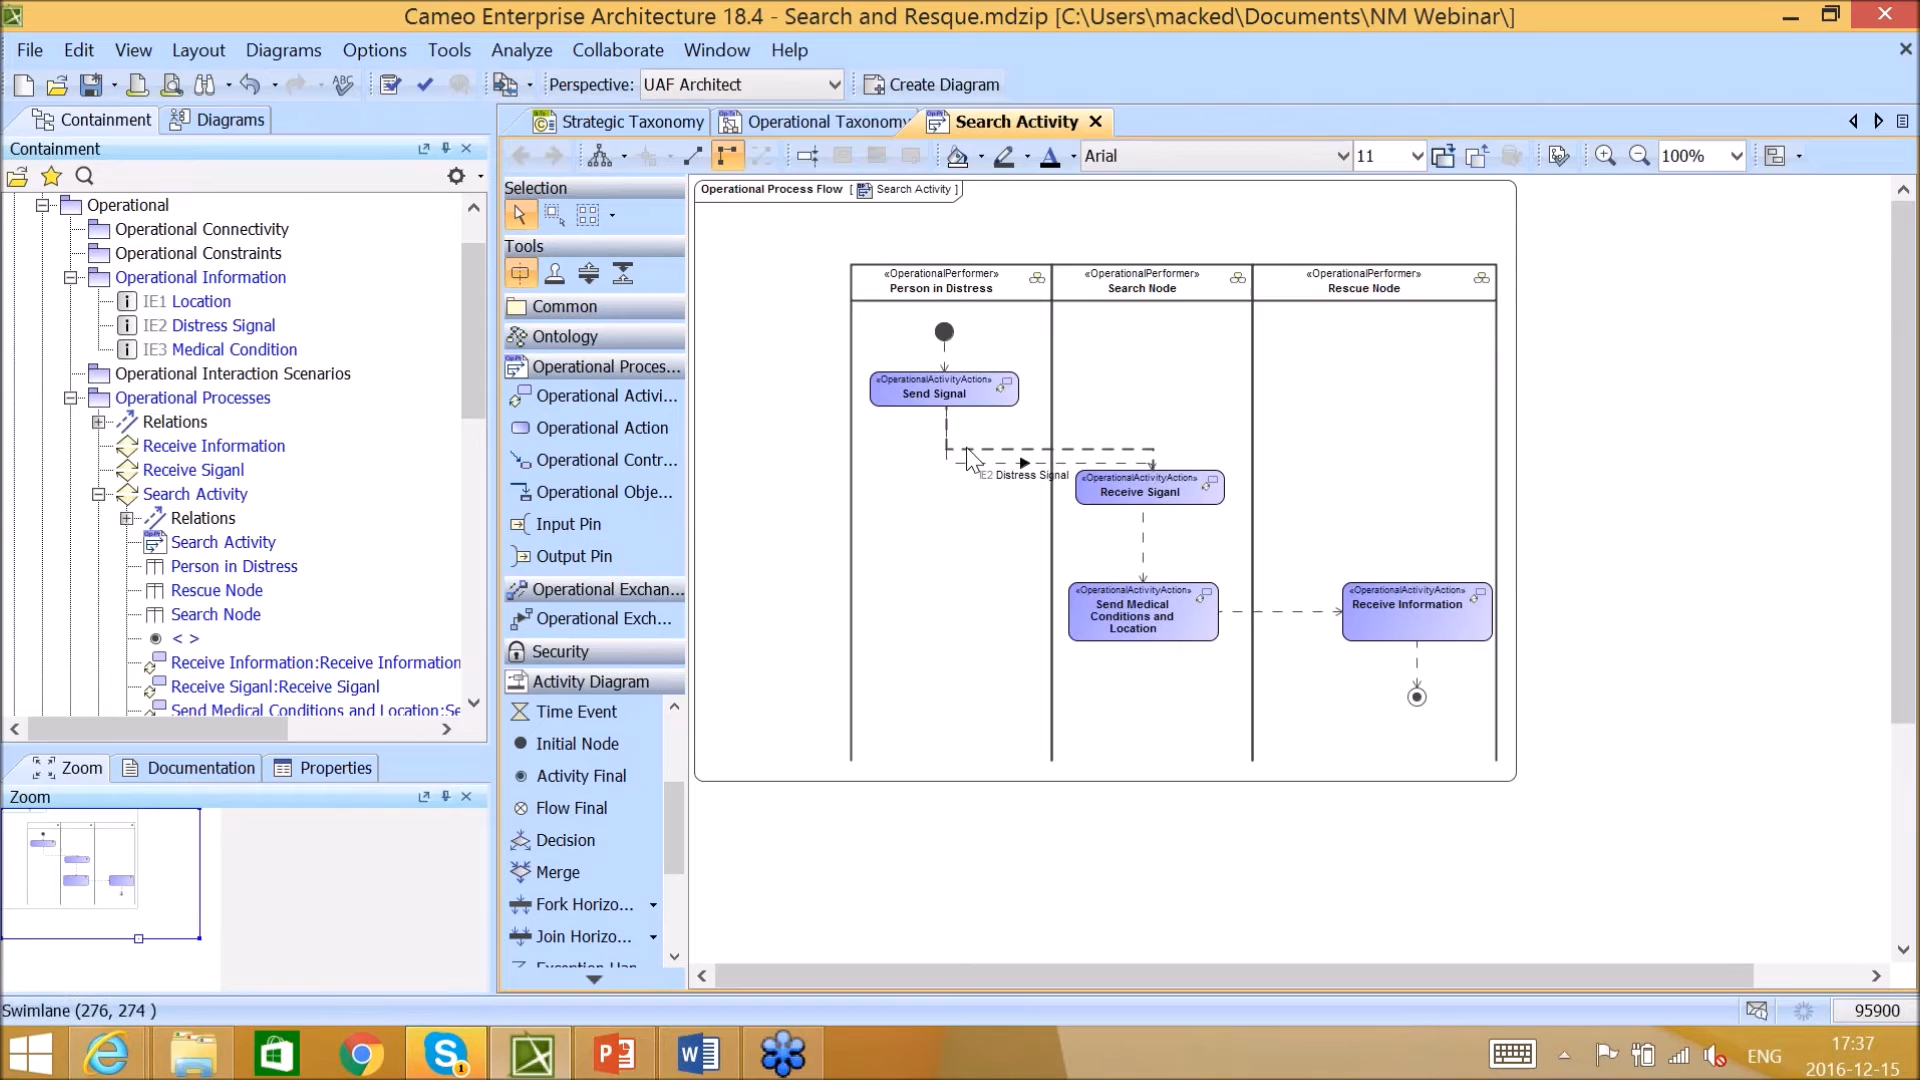 Cameo Enterprise Architecture 18.4 - Search and Resque.mdzip [C:\Users\macked\Documents\NM Webinar\]
File Edit View Layout Diagrams Options Tools Analyze Collaborate Window Help
Perspective: UAF Architect Create Diagram
Containment Diagrams
Containment
Operational
Operational Connectivity
Operational Constraints
Operational Information
IE1 Location
IE2 Distress Signal
IE3 Medical Condition
Operational Interaction Scenarios
Operational Processes
Relations
Receive Information
Receive Siganl
Search Activity
Relations
Search Activity
Person in Distress
Rescue Node
Search Node
< >
Receive Information:Receive Information
Receive Siganl:Receive Siganl
Send Medical Conditions and Location:Se
Zoom Documentation Properties
Zoom
Strategic Taxonomy Operational Taxonomy Search Activity
Arial 11 100%
Selection
Tools
Common
Ontology
Operational Proces...
Operational Activi...
Operational Action
Operational Contr...
Operational Obje...
Input Pin
Output Pin
Operational Exchan...
Operational Exch...
Security
Activity Diagram
Time Event
Initial Node
Activity Final
Flow Final
Decision
Merge
Fork Horizo...
Join Horizo...
Operational Process Flow [ Search Activity ]
«OperationalPerformer»
Person in Distress
«OperationalPerformer»
Search Node
«OperationalPerformer»
Rescue Node
«OperationalActivityAction»
Send Signal
IE2 Distress Signal
«OperationalActivityAction»
Receive Siganl
«OperationalActivityAction»
Send Medical
Conditions and
Location
«OperationalActivityAction»
Receive Information
Swimlane (276, 274 )
95900
ENG
17:37
2016-12-15